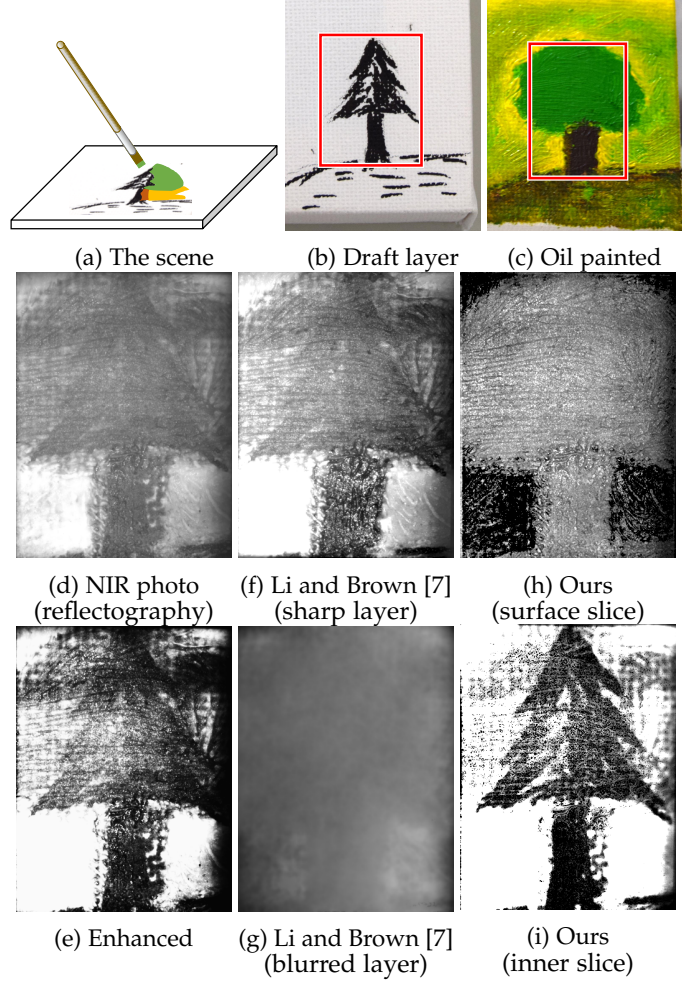 (a) The scene
(b) Draft layer
(c) Oil painted
(d) NIR photo
(reflectography)
(f) Li and Brown [7]
(sharp layer)
(h) Ours
(surface slice)
(e) Enhanced
(g) Li and Brown [7]
(blurred layer)
(i) Ours
(inner slice)